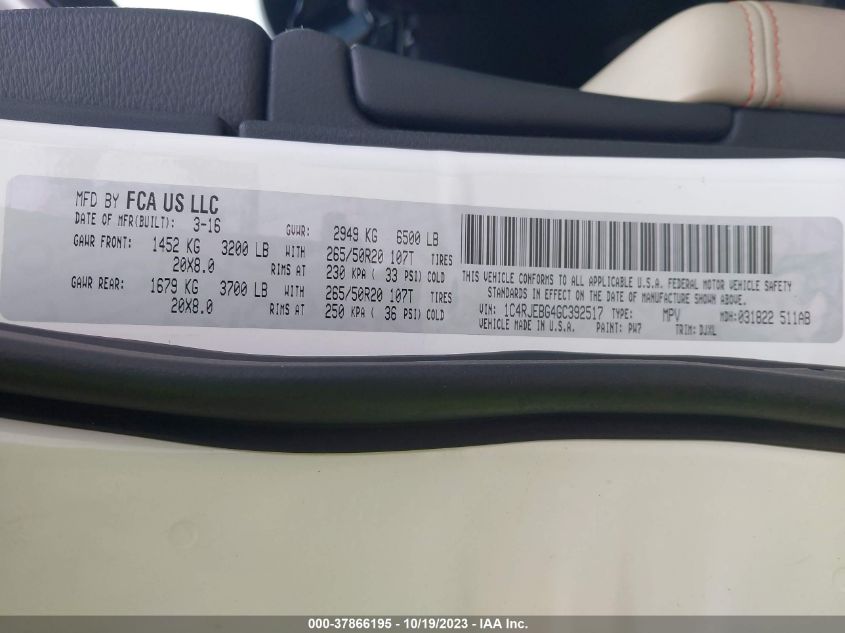 MFD BY FCA US LLC
DATE OF MFR(BUILT): 3-16 GVWR: 2949 KG 6500 LB
GAWR FRONT: 1452 KG 3200 LB WITH 265/50R20 107T TIRES
20X8.0 RIMS AT 230 KPA ( 33 PSI) COLD
GAWR REAR: 1679 KG 3700 LB WITH 265/50R20 107T TIRES
20X8.0 RIMS AT 250 KPA ( 36 PSI) COLD
THIS VEHICLE CONFORMS TO ALL APPLICABLE U.S.A. FEDERAL MOTOR VEHICLE SAFETY
STANDARDS IN EFFECT ON THE DATE OF MANUFACTURE SHOWN ABOVE.
VIN: 1C4RJEBG4GC392517 TYPE: MPV MDH:031822 511AB
VEHICLE MADE IN U.S.A. PAINT: PW7 TRIM: DJXL
000-37866195 - 10/19/2023 - IAA Inc.